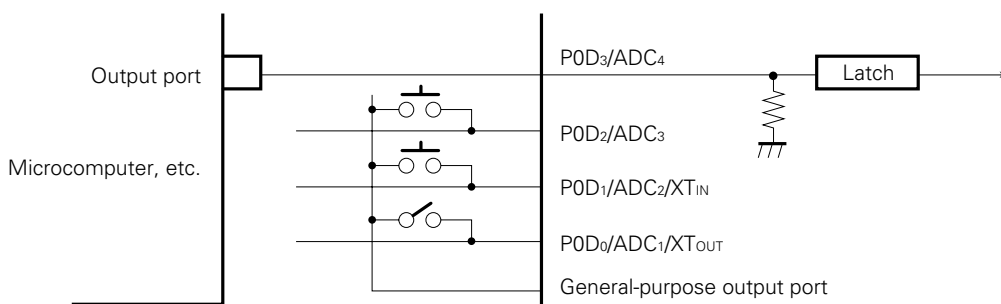 P0D₃/ADC₄
Output port
Latch
P0D₂/ADC₃
Microcomputer, etc.
P0D₁/ADC₂/XTIN
P0D₀/ADC₁/XTOUT
General-purpose output port